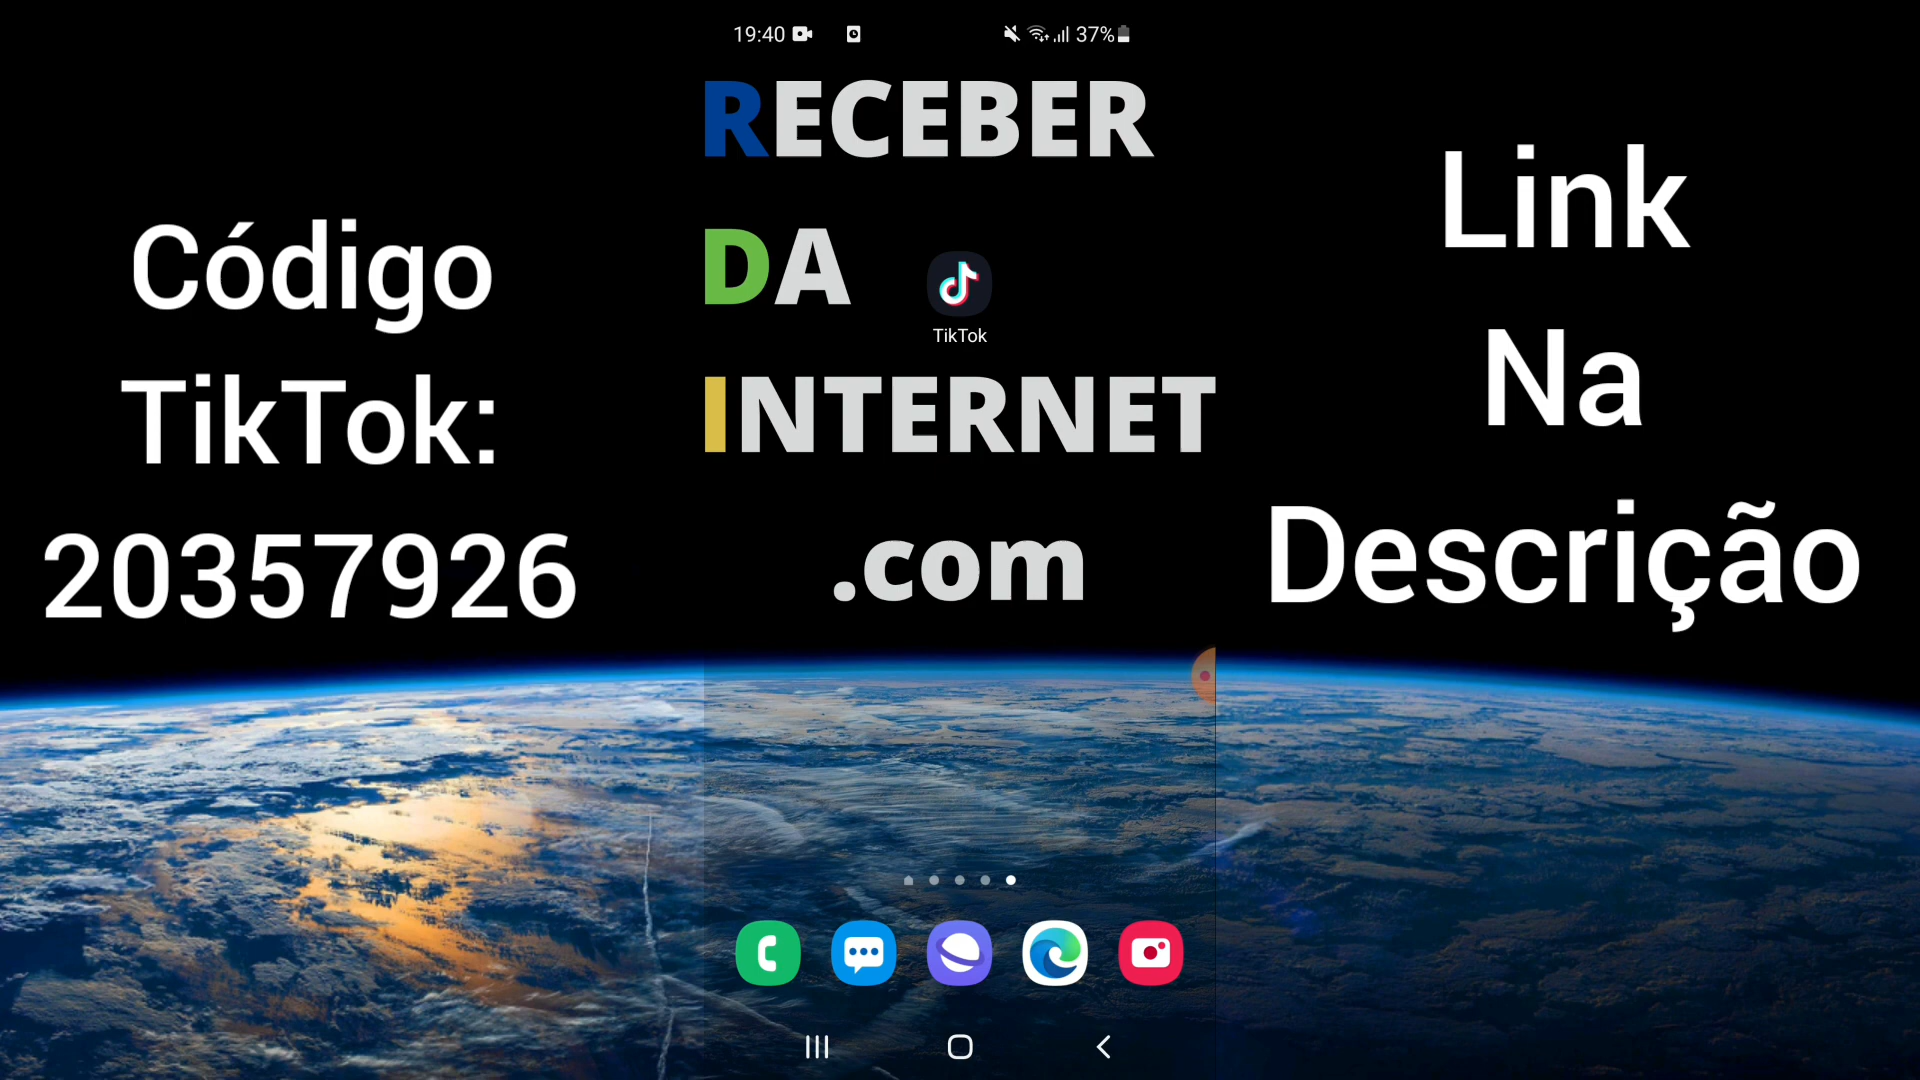 19:40
37%
RECEBER
DA
INTERNET
.com
TikTok
Código
TikTok:
20357926
Link
Na
Descrição